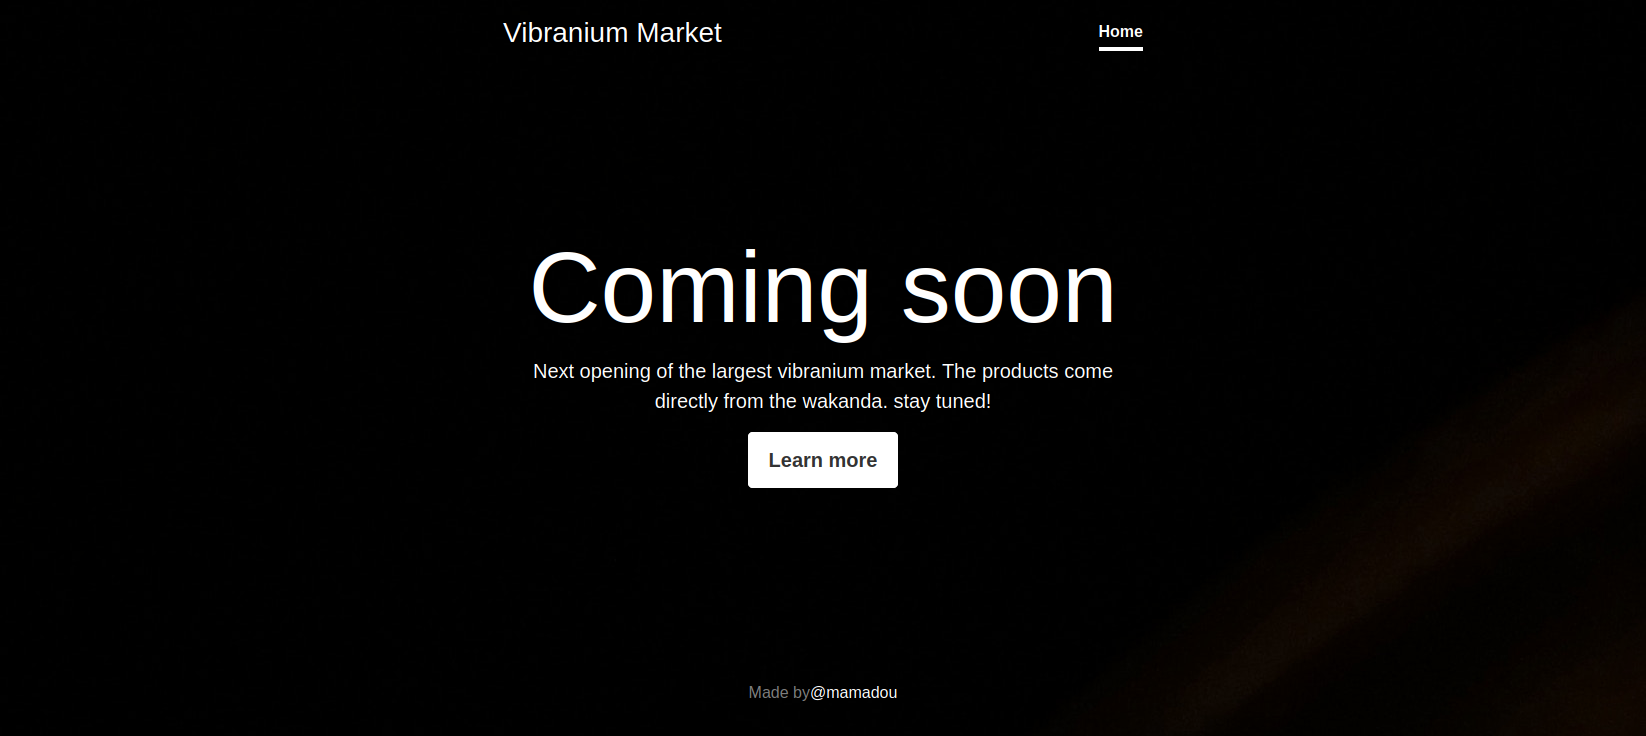 Vibranium Market
Home
Coming soon
Next opening of the largest vibranium market. The products come
directly from the wakanda. stay tuned!
Learn more
Made by@mamadou